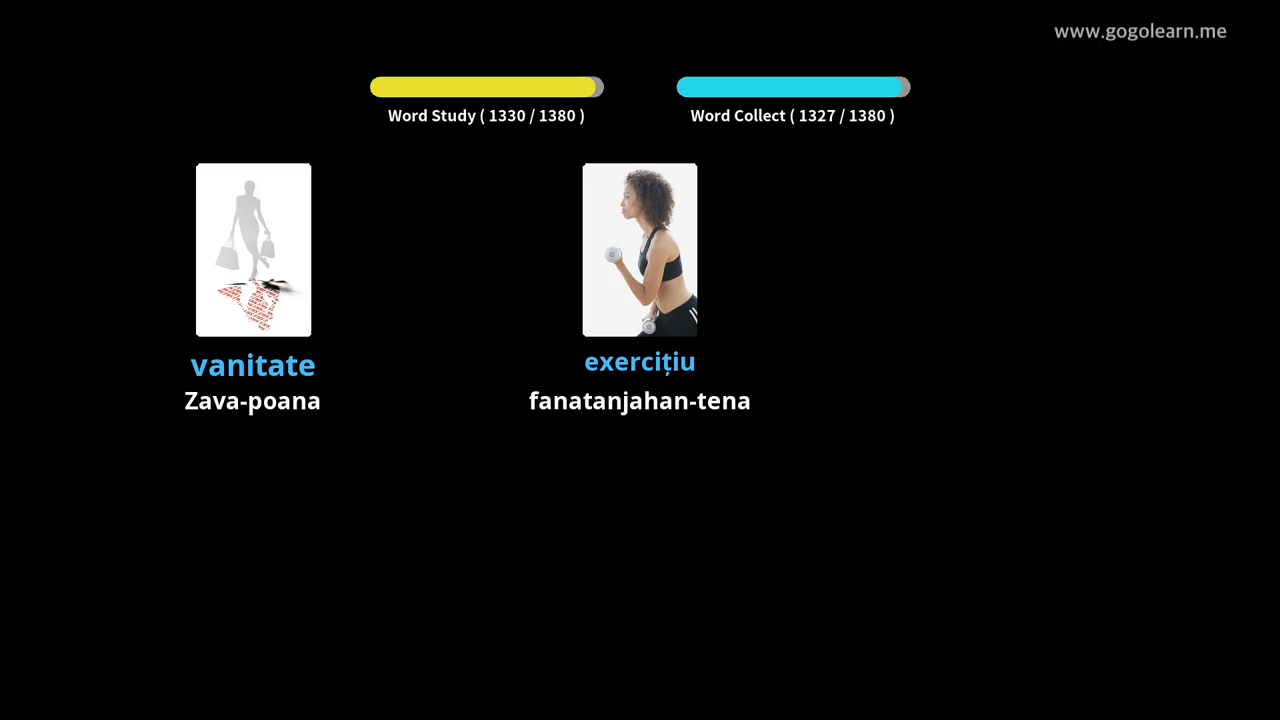 www.gogolearn.me
Word Study ( 1330 / 1380 )
Word Collect ( 1327 / 1380 )
vanitate
Zava-poana
exercițiu
fanatanjahan-tena